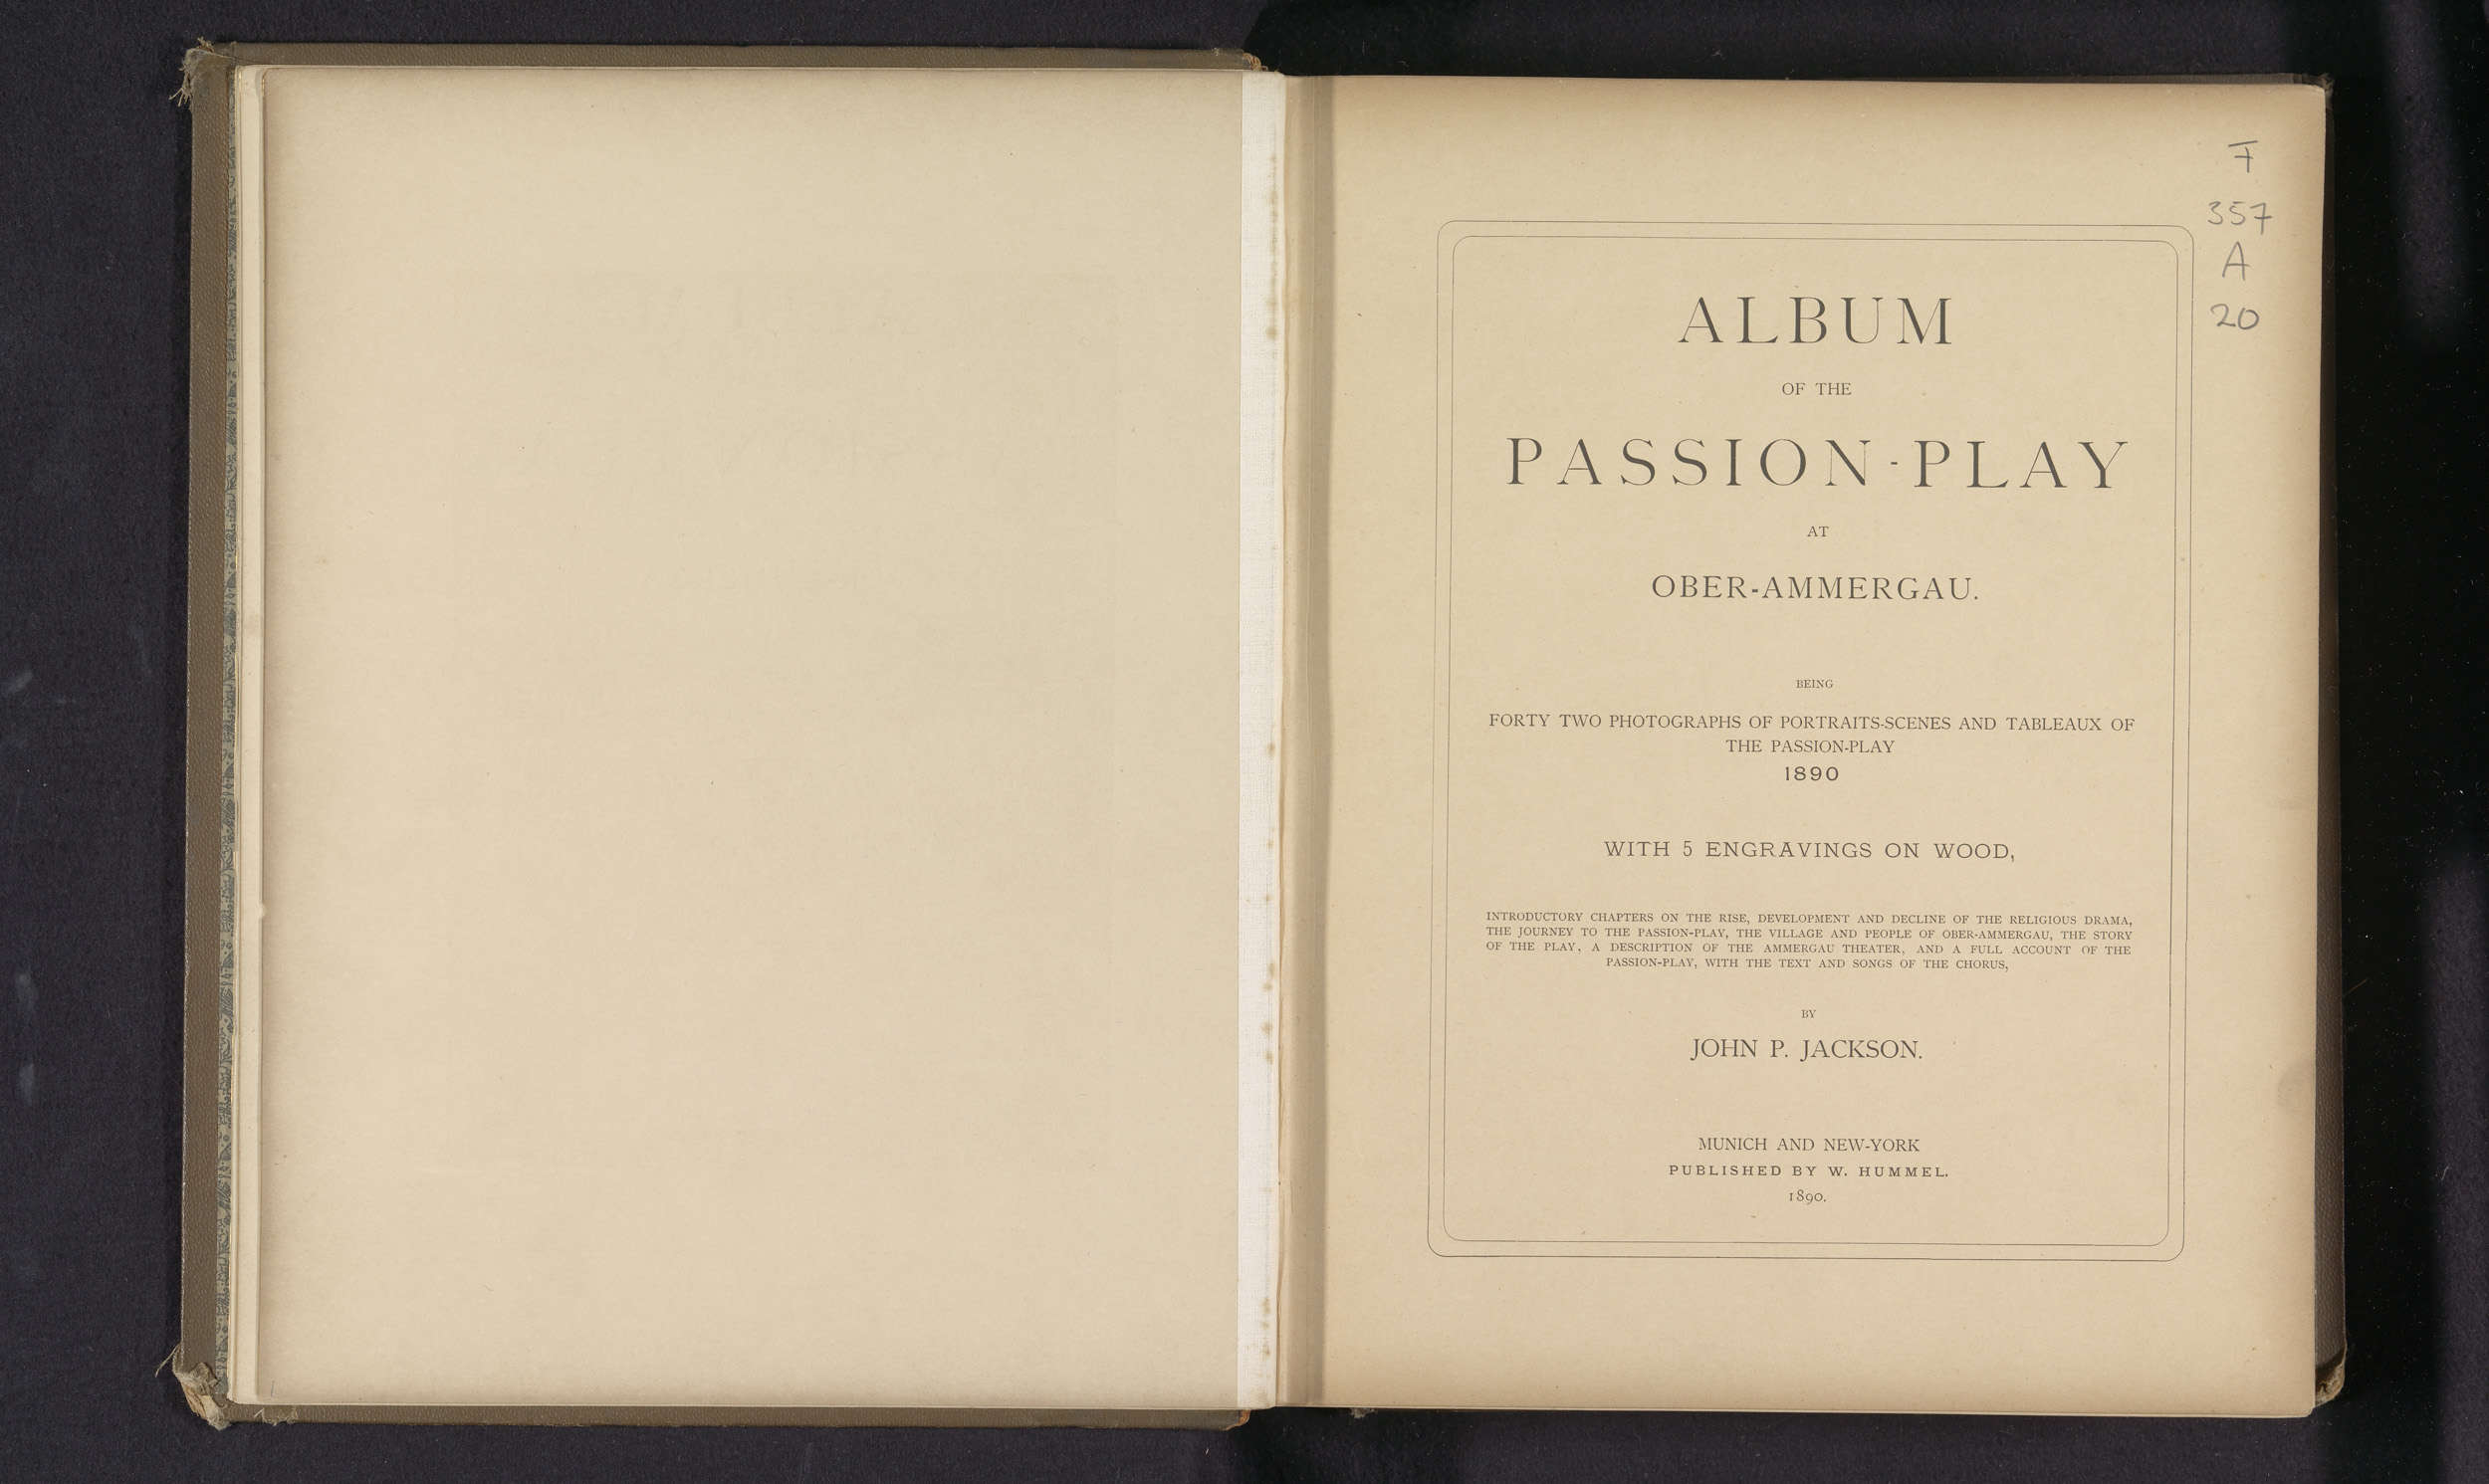 F
357
A
20
ALBUM
OF THE
PASSION-PLAY
AT
OBER-AMMERGAU.
BEING
FORTY TWO PHOTOGRAPHS OF PORTRAITS-SCENES AND TABLEAUX OF
THE PASSION-PLAY
1890
WITH 5 ENGRAVINGS ON WOOD,
INTRODUCTORY CHAPTERS ON THE RISE, DEVELOPMENT AND DECLINE OF THE RELIGIOUS DRAMA,
THE JOURNEY TO THE PASSION-PLAY, THE VILLAGE AND PEOPLE OF OBER-AMMERGAU, THE STORY
OF THE PLAY, A DESCRIPTION OF THE AMMERGAU THEATER, AND A FULL ACCOUNT OF THE
PASSION-PLAY, WITH THE TEXT AND SONGS OF THE CHORUS,
BY
JOHN P. JACKSON.
MUNICH AND NEW-YORK
PUBLISHED BY W. HUMMEL.
1890.